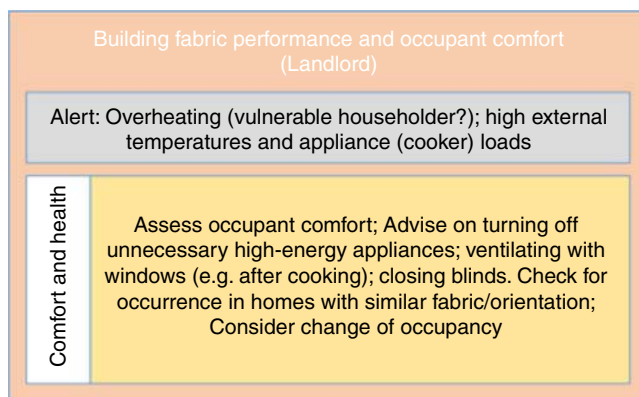 Building fabric performance and occupant comfort
(Landlord)
Alert: Overheating (vulnerable householder?); high external
temperatures and appliance (cooker) loads
Comfort and health
Assess occupant comfort; Advise on turning off
unnecessary high-energy appliances; ventilating with
windows (e.g. after cooking); closing blinds. Check for
occurrence in homes with similar fabric/orientation;
Consider change of occupancy